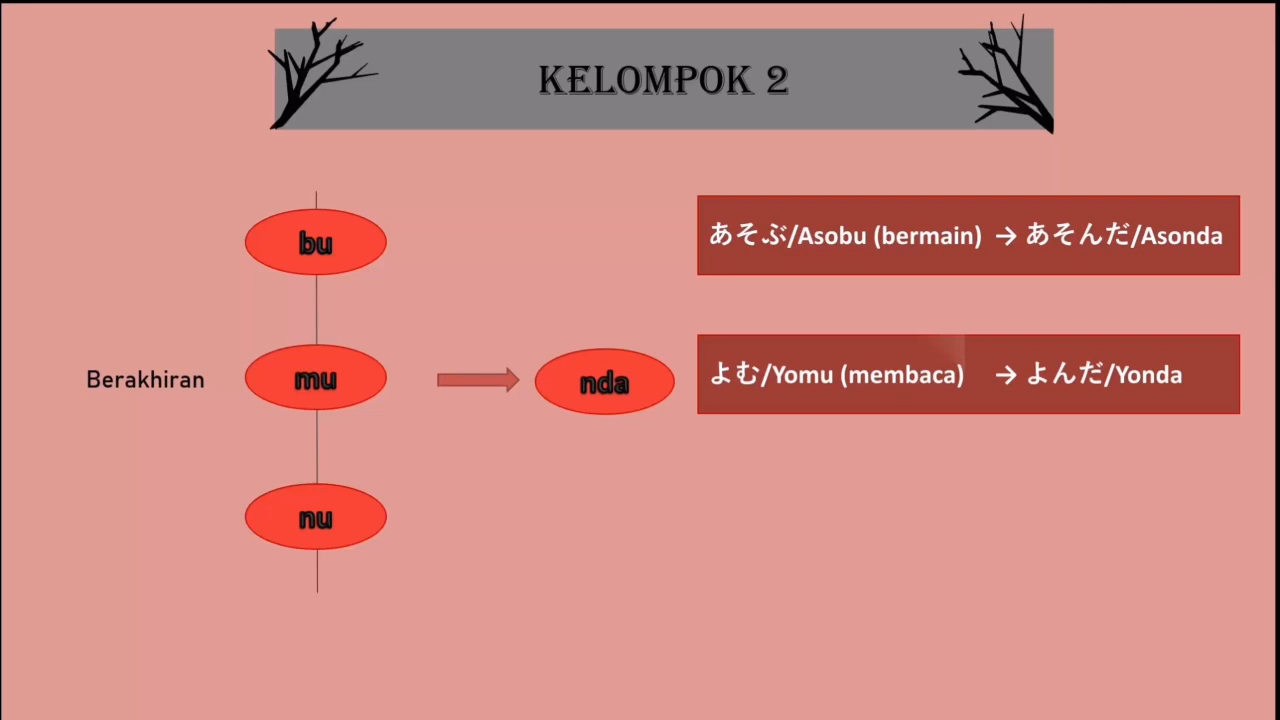 KELOMPOK 2
bu
あそぶ/Asobu (bermain) → あそんだ/Asonda
Berakhiran
mu
nda
よむ/Yomu (membaca) → よんだ/Yonda
nu